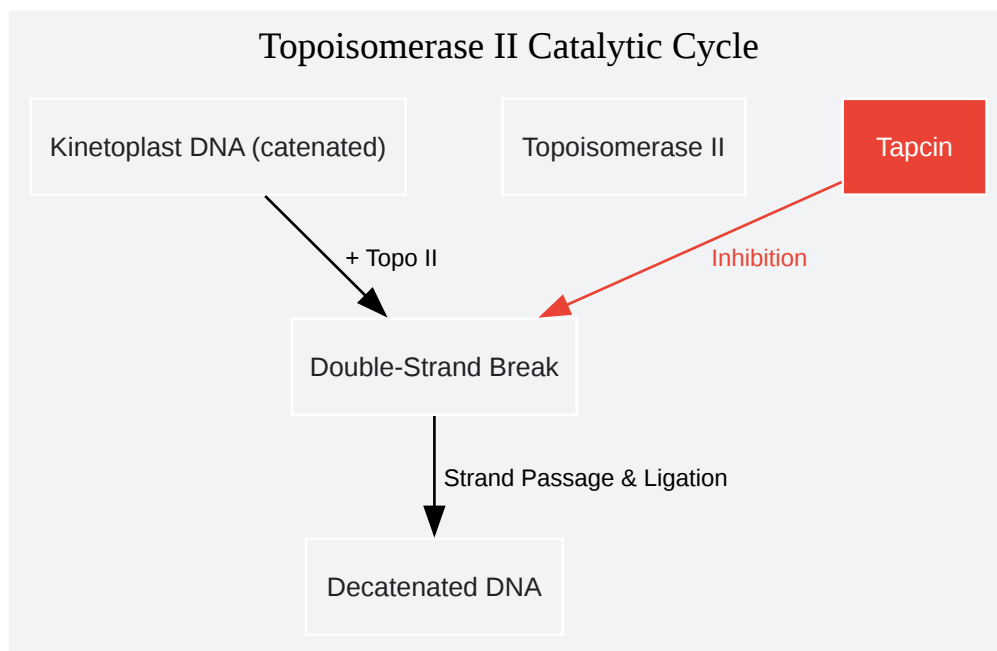 Topoisomerase II Catalytic Cycle
Kinetoplast DNA (catenated)
Topoisomerase II
Tapcin
+ Topo II
Inhibition
Double-Strand Break
Strand Passage & Ligation
Decatenated DNA